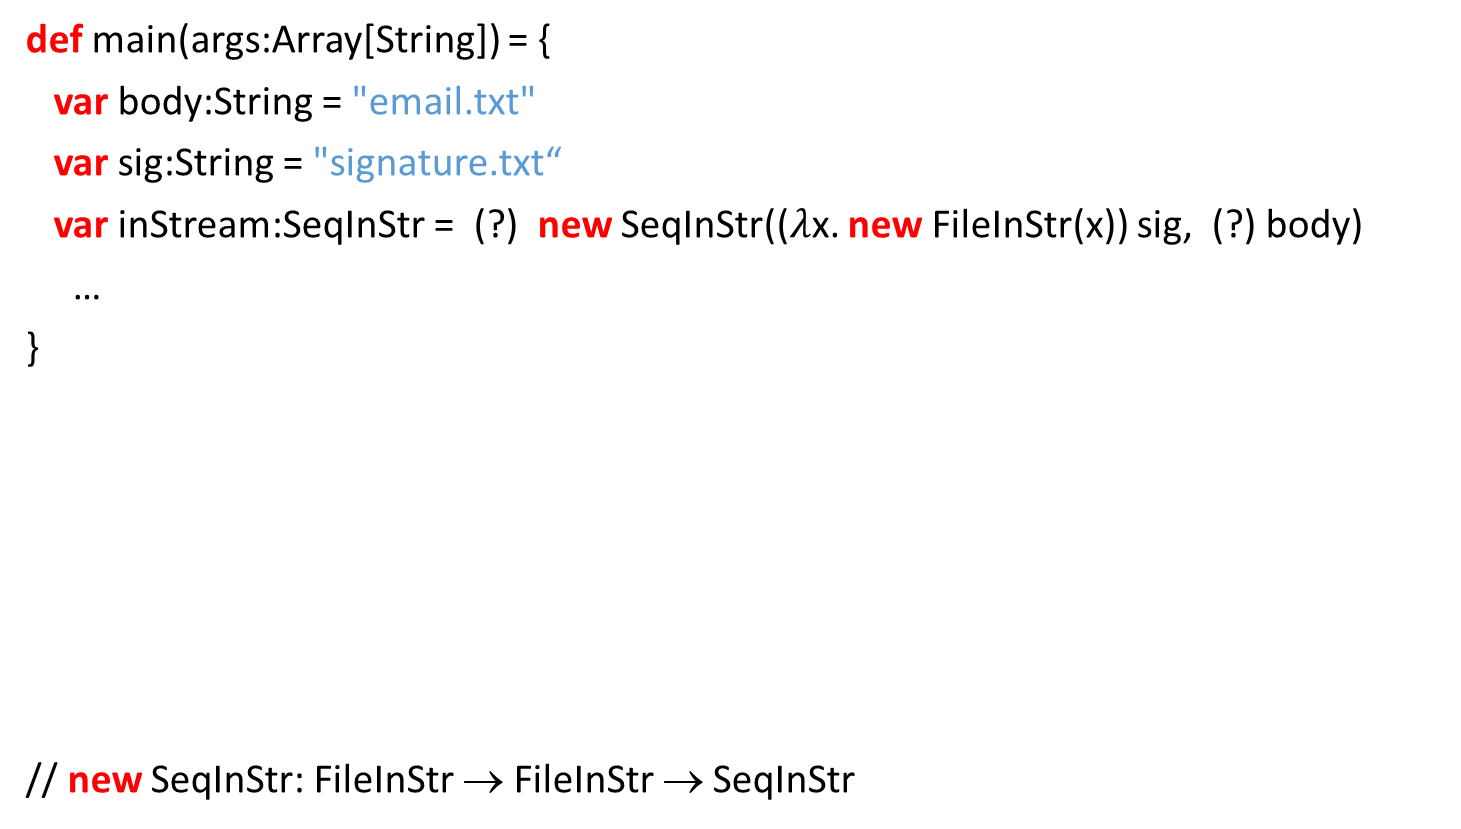 def main(args:Array[String]) = {
var body:String = "email.txt"
var sig:String = "signature.txt“
var inStream:SeqInStr = (?) new SeqInStr((𝜆x. new FileInStr(x)) sig, (?) body)
…
}
// new SeqInStr: FileInStr → FileInStr → SeqInStr